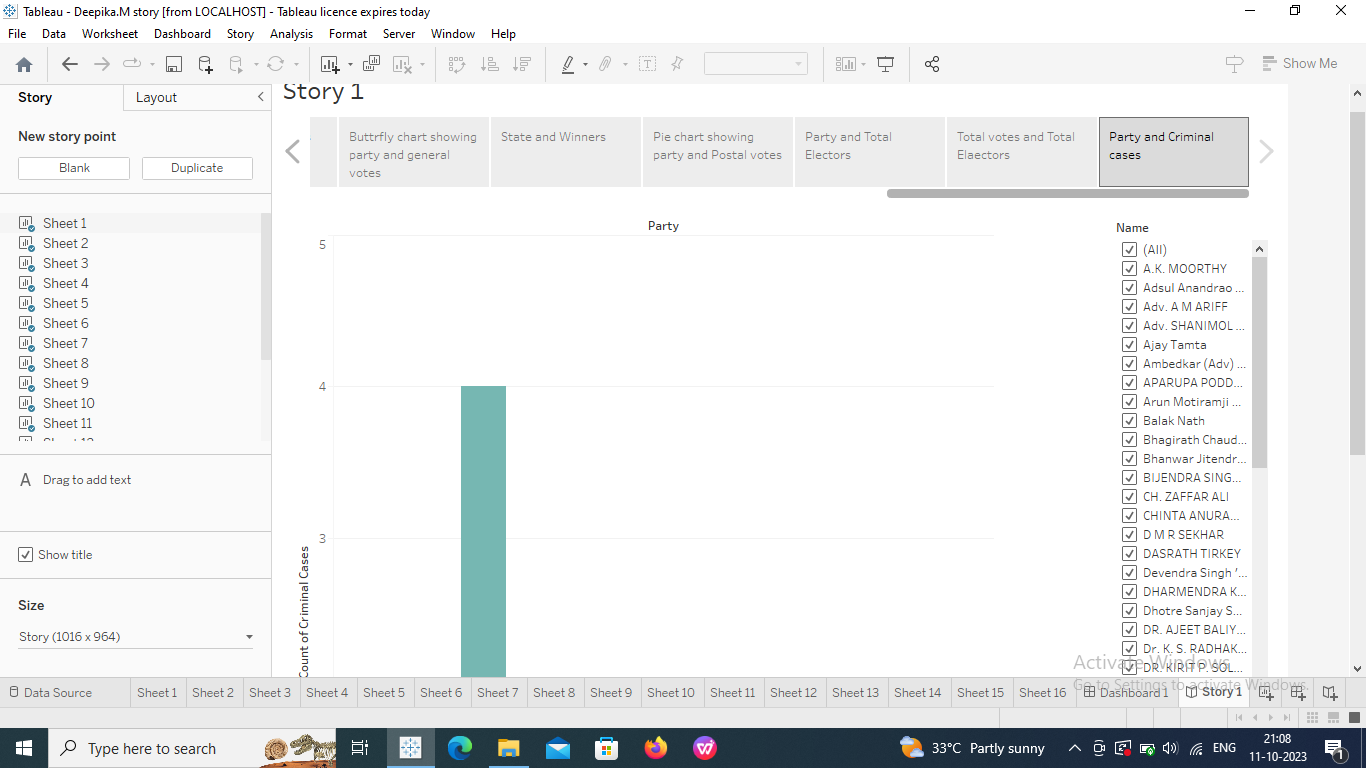 Tableau - Deepika.M story [from LOCALHOST] - Tableau licence expires today
File Data Worksheet Dashboard Story Analysis Format Server Window Help
Show Me
Story Layout
New story point
Blank Duplicate
Sheet 1
Sheet 2
Sheet 3
Sheet 4
Sheet 5
Sheet 6
Sheet 7
Sheet 8
Sheet 9
Sheet 10
Sheet 11
A Drag to add text
Show title
Size
Story (1016 x 964)
Story 1
Buttrfly chart showing
party and general
votes
State and Winners
Pie chart showing
party and Postal votes
Party and Total
Electors
Total votes and Total
Elaectors
Party and Criminal
cases
Party
5
4
3
Count of Criminal Cases
Name
(All)
A.K. MOORTHY
Adsul Anandrao ...
Adv. A M ARIFF
Adv. SHANIMOL ...
Ajay Tamta
Ambedkar (Adv) ...
APARUPA PODD...
Arun Motiramji ...
Balak Nath
Bhagirath Chaud...
Bhanwar Jitendr...
BIJENDRA SING...
CH. ZAFFAR ALI
CHINTA ANURA...
D M R SEKHAR
DASRATH TIRKEY
Devendra Singh '...
DHARMENDRA K...
Dhotre Sanjay S...
DR. AJEET BALIY...
Dr. K. S. RADHAK...
DR. KIRIT P. SOL...
Activate Windows
Go to Settings to activate Windows.
Data Source Sheet 1 Sheet 2 Sheet 3 Sheet 4 Sheet 5 Sheet 6 Sheet 7 Sheet 8 Sheet 9 Sheet 10 Sheet 11 Sheet 12 Sheet 13 Sheet 14 Sheet 15 Sheet 16 Dashboard 1 Story 1
Type here to search
33°C Partly sunny
ENG
21:08
11-10-2023
1